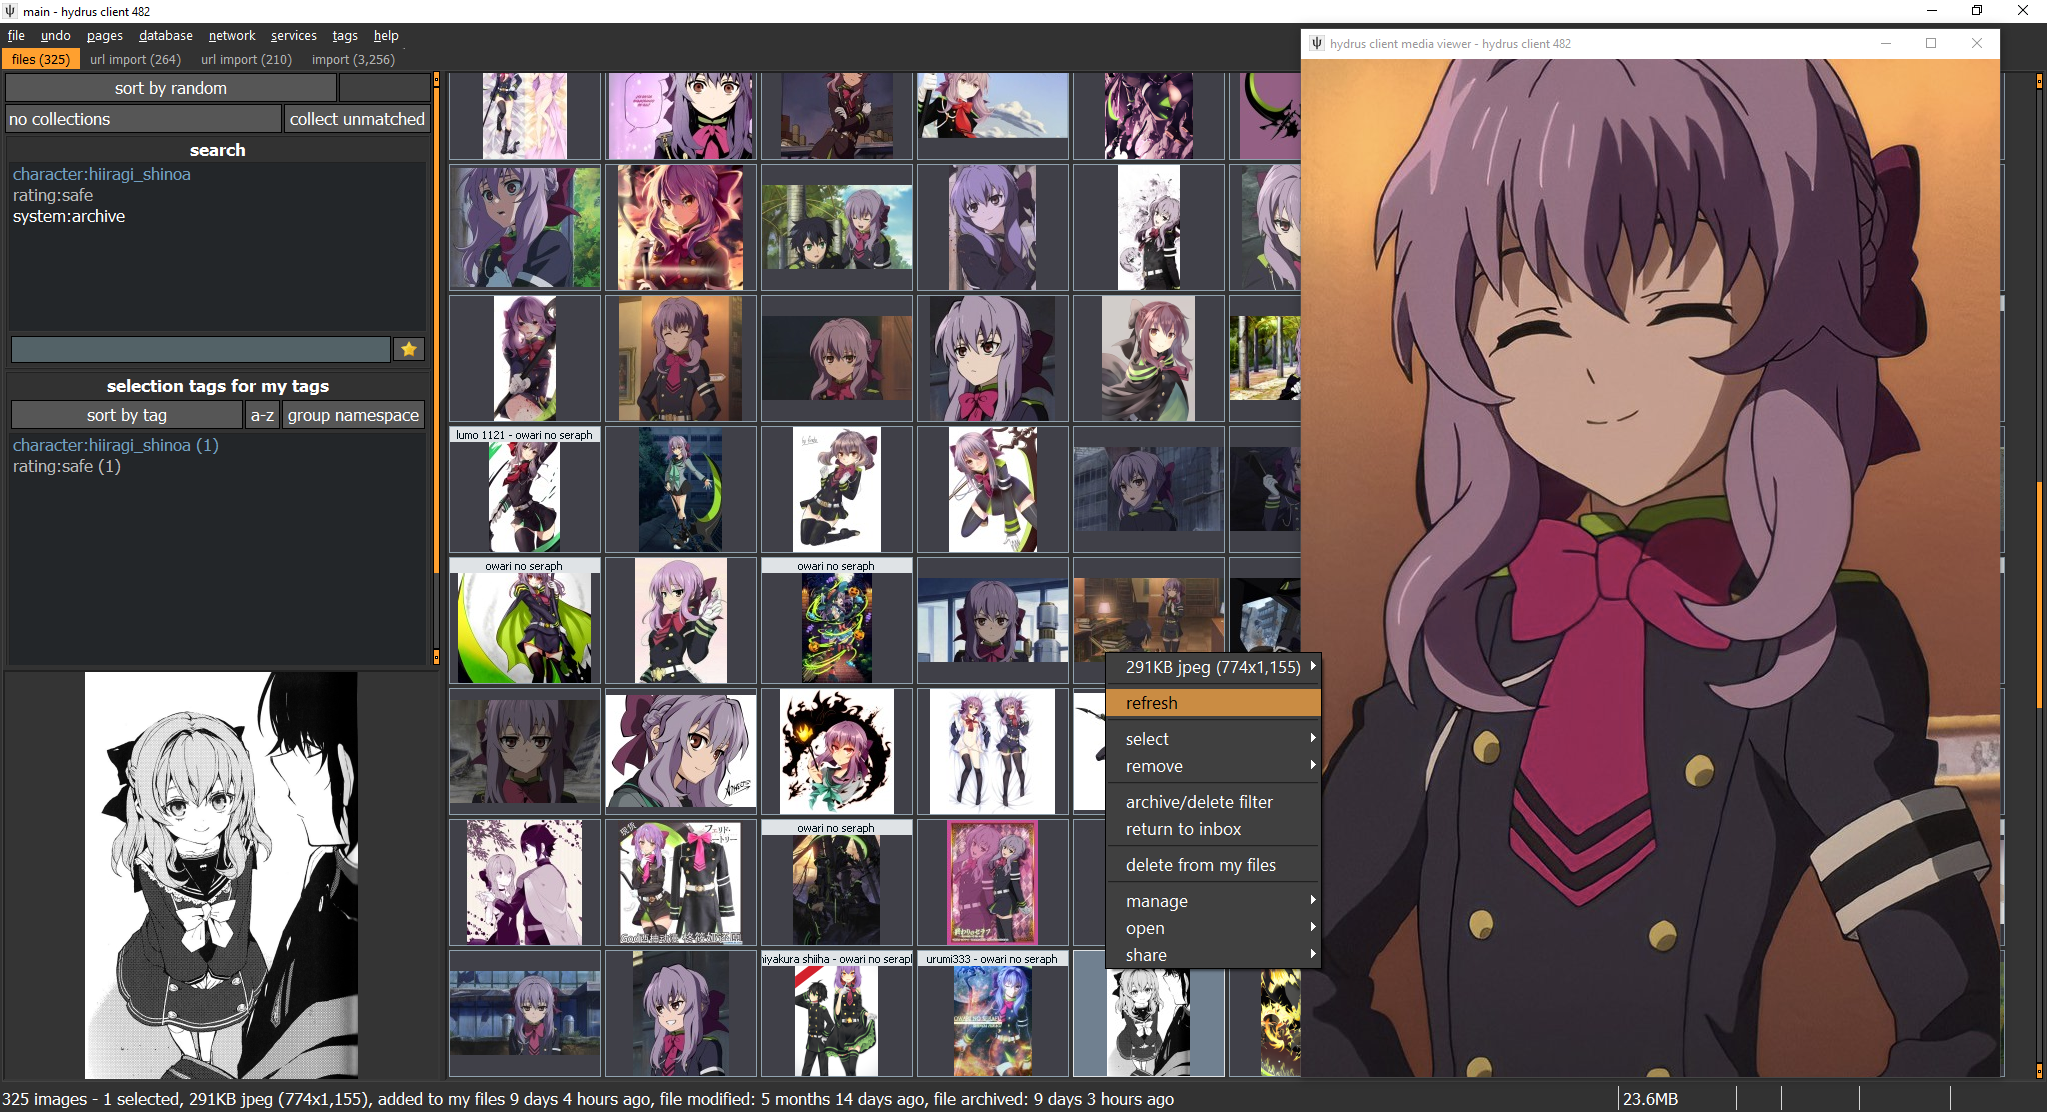 main - hydrus client 482
file undo pages database network services tags help
files (325) url import (264) url import (210) import (3,256)
sort by random
no collections collect unmatched
search
character:hiiragi_shinoa
rating:safe
system:archive
selection tags for my tags
sort by tag a-z group namespace
character:hiiragi_shinoa (1)
rating:safe (1)
lumo 1121 - owari no seraph
owari no seraph
owari no seraph
owari no seraph
niyakura shiiha - owari no serapl
urumi333 - owari no seraph
291KB jpeg (774x1,155)
refresh
select
remove
archive/delete filter
return to inbox
delete from my files
manage
open
share
hydrus client media viewer - hydrus client 482
325 images - 1 selected, 291KB jpeg (774x1,155), added to my files 9 days 4 hours ago, file modified: 5 months 14 days ago, file archived: 9 days 3 hours ago
23.6MB